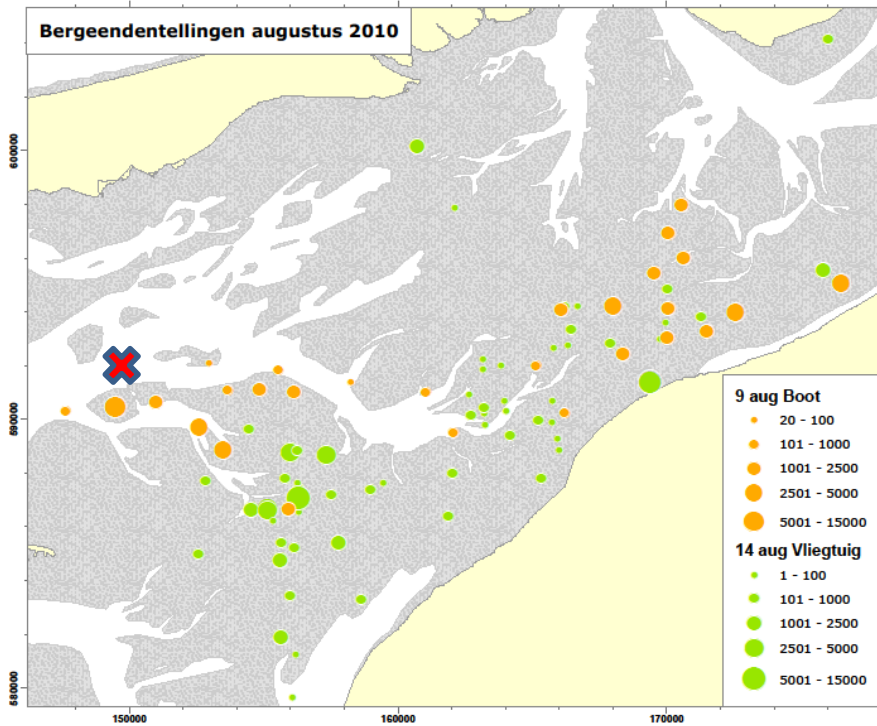 Bergeendentellingen augustus 2010
600000
590000
580000
150000
160000
170000
9 aug Boot
20 - 100
101 - 1000
1001 - 2500
2501 - 5000
5001 - 15000
14 aug Vliegtuig
1 - 100
101 - 1000
1001 - 2500
2501 - 5000
5001 - 15000